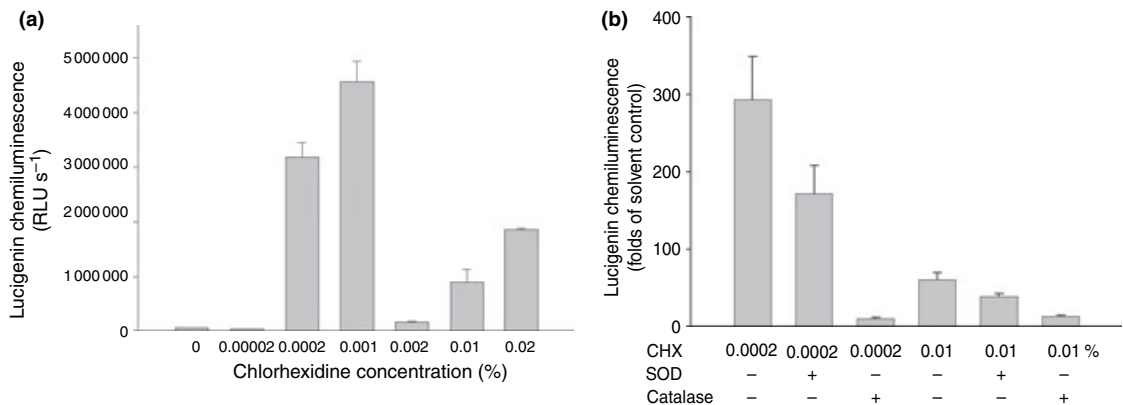 (a)
Lucigenin chemiluminescence
(RLU s⁻¹)
5 000 000
4 000 000
3 000 000
2 000 000
1 000 000
0
0 0.00002 0.0002 0.001 0.002 0.01 0.02
Chlorhexidine concentration (%)
(b)
Lucigenin chemiluminescence
(folds of solvent control)
400
300
200
100
0
CHX 0.0002 0.0002 0.0002 0.01 0.01 0.01 %
SOD – + – – + –
Catalase – – + – – +